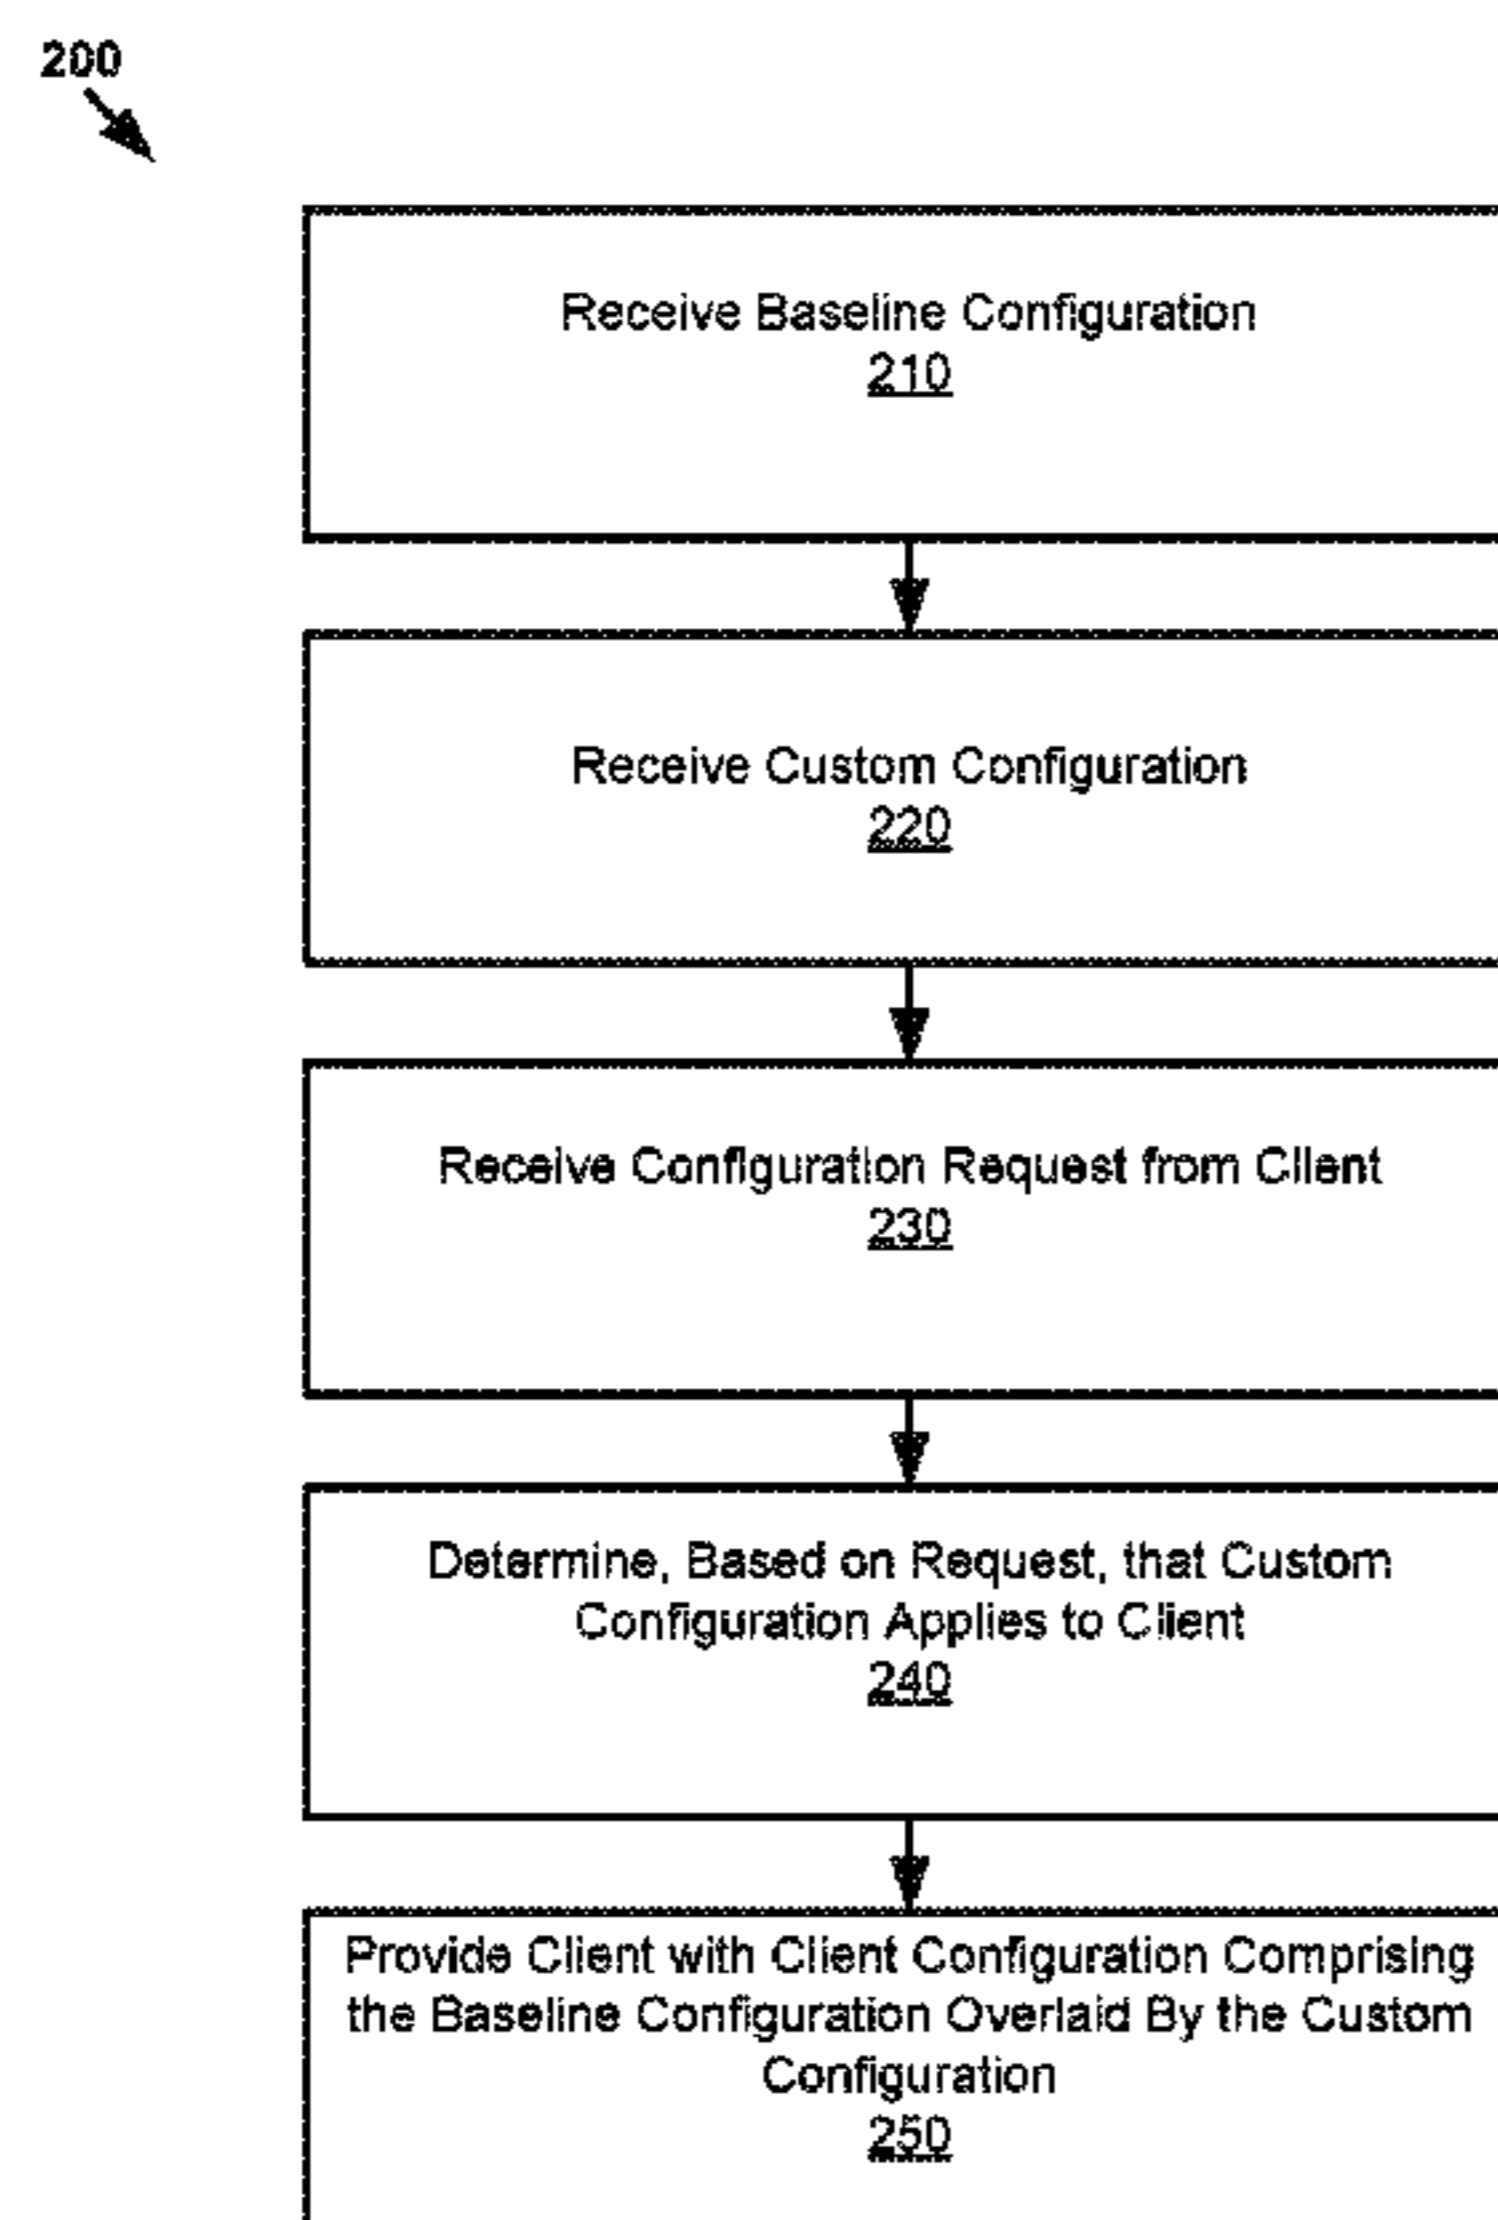 200
Receive Baseline Configuration
210
Receive Custom Configuration
220
Receive Configuration Request from Client
230
Determine, Based on Request, that Custom
Configuration Applies to Client
240
Provide Client with Client Configuration Comprising
the Baseline Configuration Overlaid By the Custom
Configuration
250